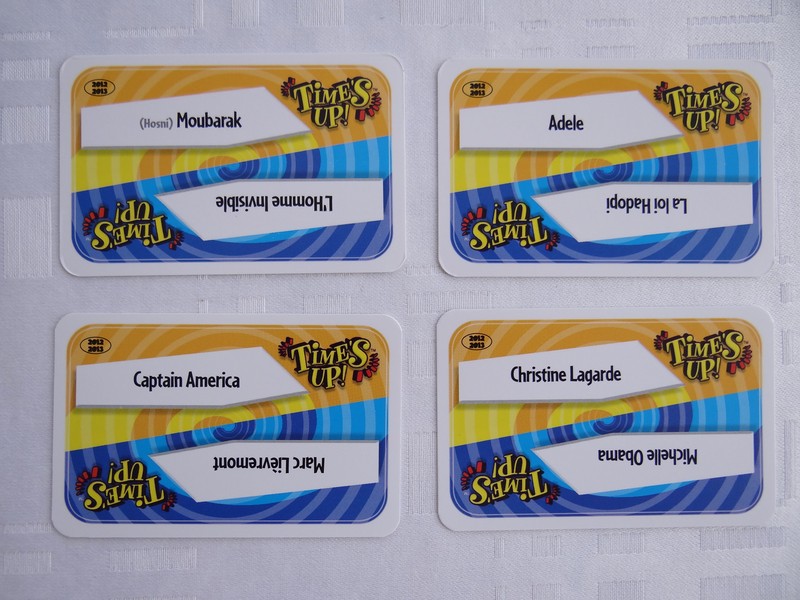 2012
2013
TIME'S
UP!
(Hosni) Moubarak
L'Homme Invisible
TIME'S
UP!
2012
2013
TIME'S
UP!
Adele
La loi Hadopi
TIME'S
UP!
2012
2013
TIME'S
UP!
Captain America
Marc Lièvremont
TIME'S
UP!
2012
2013
TIME'S
UP!
Christine Lagarde
Michelle Obama
TIME'S
UP!